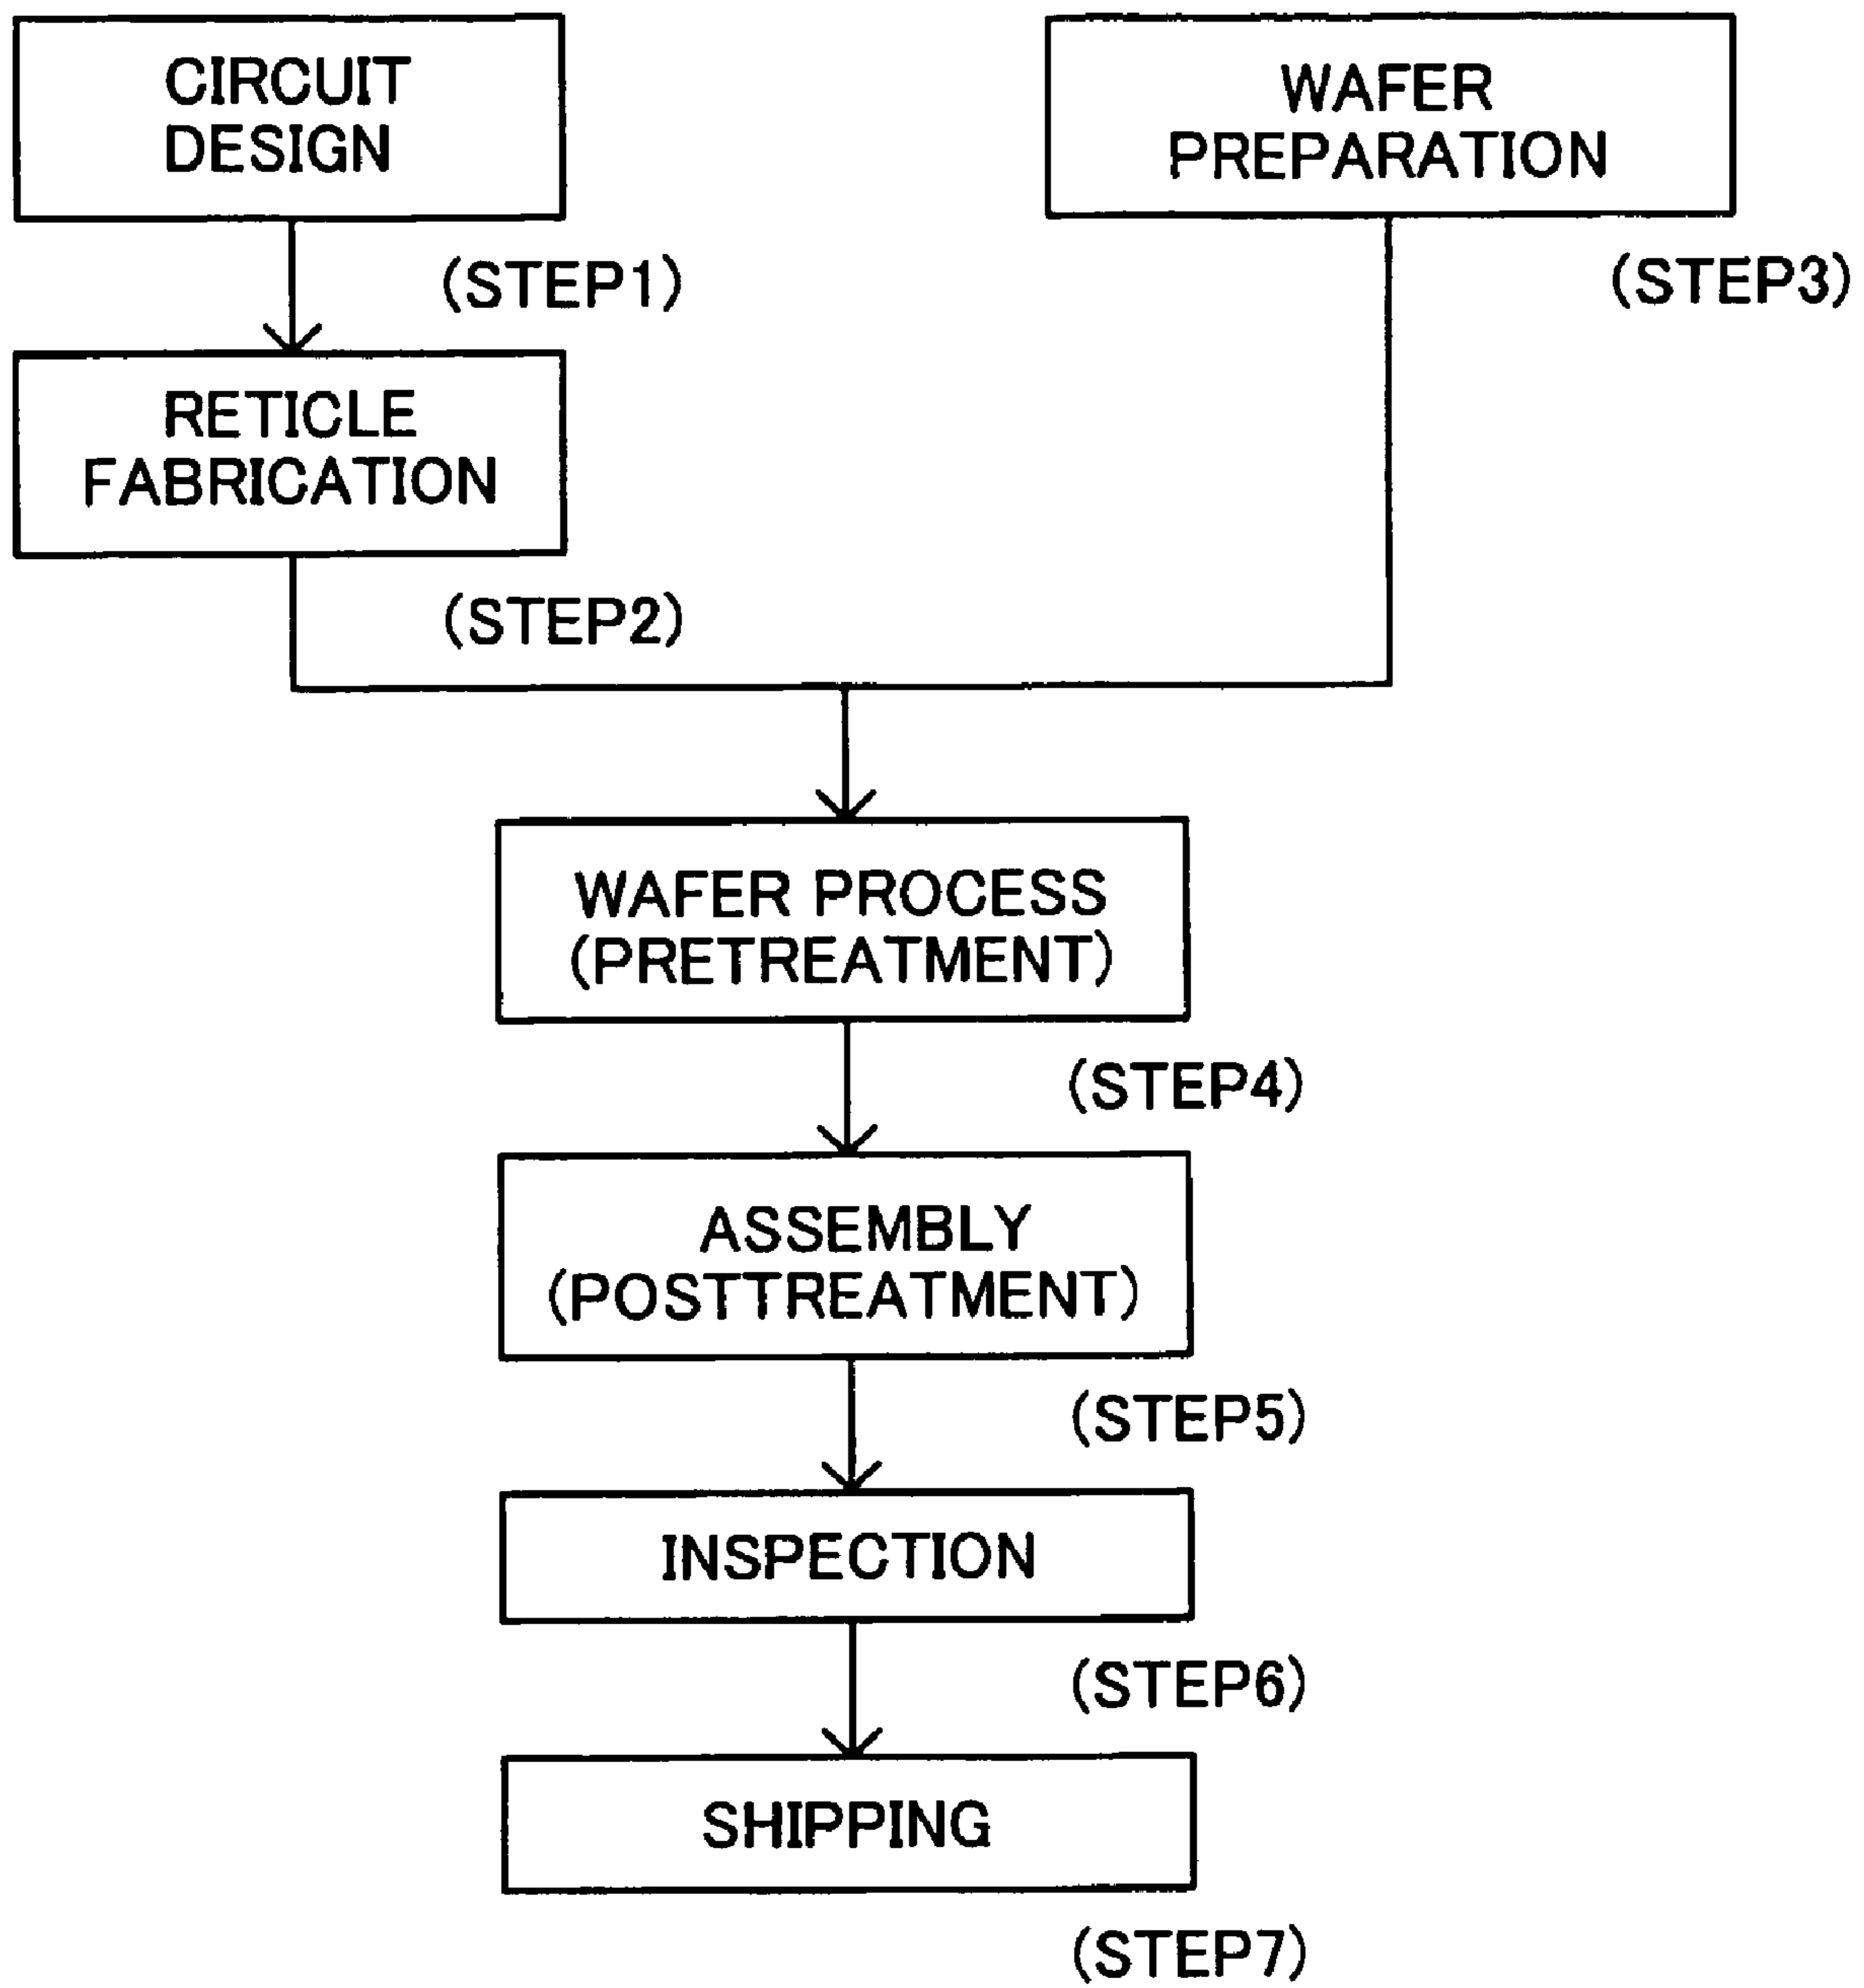 CIRCUIT
DESIGN
(STEP1)
RETICLE
FABRICATION
(STEP2)
WAFER
PREPARATION
(STEP3)
WAFER PROCESS
(PRETREATMENT)
(STEP4)
ASSEMBLY
(POSTTREATMENT)
(STEP5)
INSPECTION
(STEP6)
SHIPPING
(STEP7)